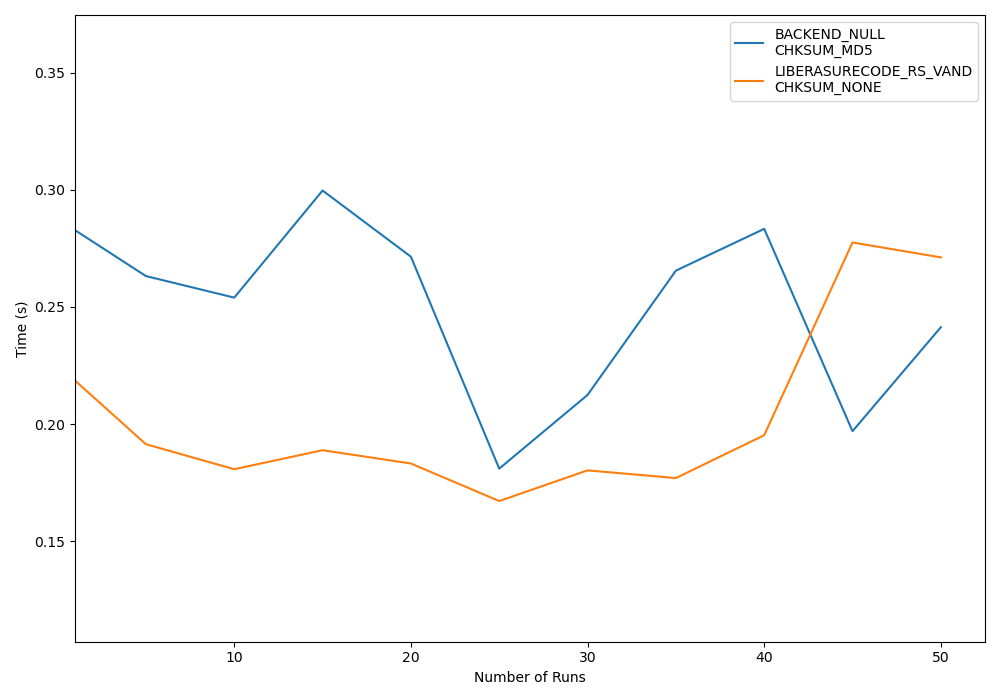 BACKEND_NULL
CHKSUM_MD5
LIBERASURECODE_RS_VAND
CHKSUM_NONE
0.35
0.30
0.25
0.20
0.15
Time (s)
10 20 30 40 50
Number of Runs